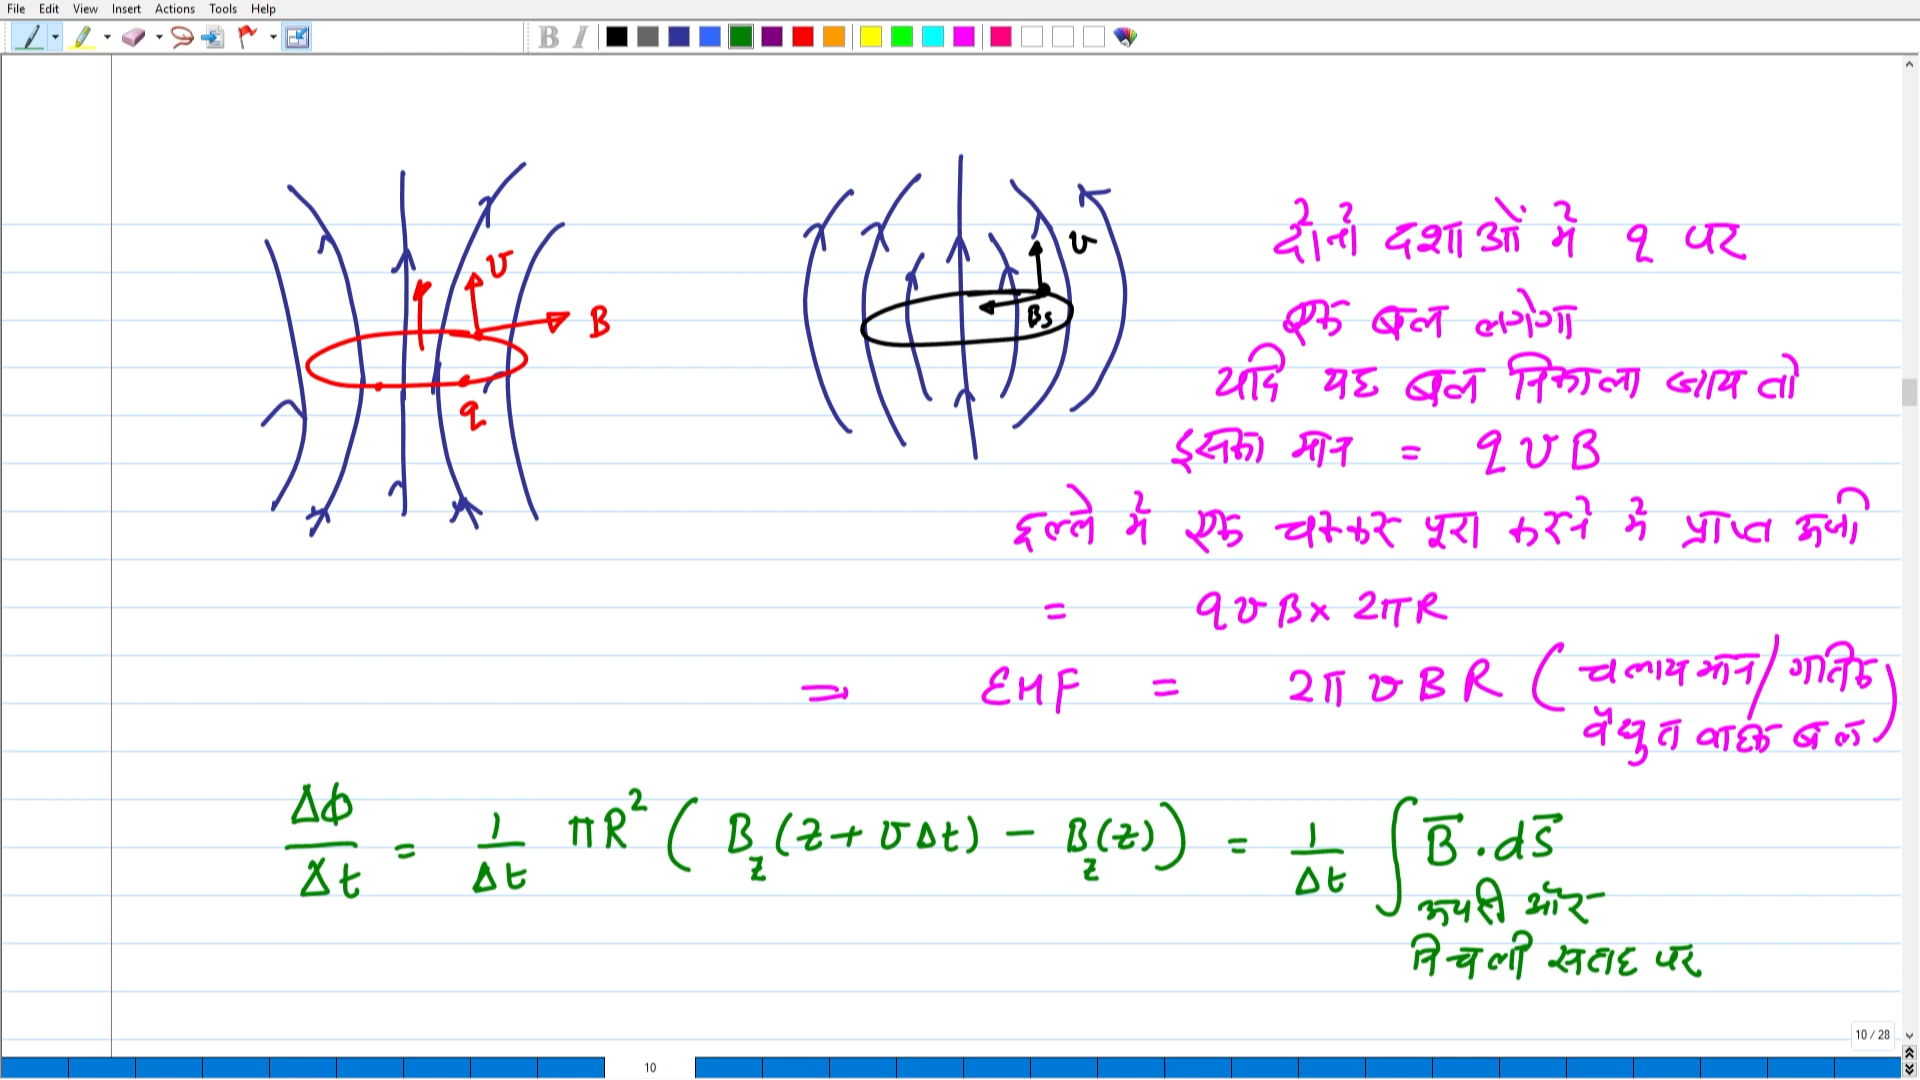 File Edit View Insert Actions Tools Help
B I
v
B
q
v
Bs
दोनों दशाओं में q पर
एक बल लगेगा
यदि यह बल निकाला जाय तो
इसका मान = q v B
छल्ले में एक चक्कर पूरा करने में प्राप्त ऊर्जा
= q v B × 2πR
⇒ EMF = 2π v B R (चलायमान/गतिक
वैद्युत वाहक बल)
Δϕ/Δt = 1/Δt πR² ( B_z (z + vΔt) − B_z (z) ) = 1/Δt ∫ B⃗ . dS⃗
ऊपरी और
निचली सतह पर
10 / 28
10